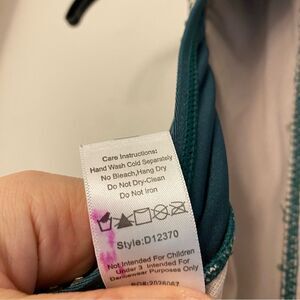 Care Instructions:
Hand Wash Cold Separately
No Bleach,Hang Dry
Do Not Dry-Clean
Do Not Iron
Style:D12370
Not Intended For Children
Under 3 Intended For
Dancewear Purposes Only